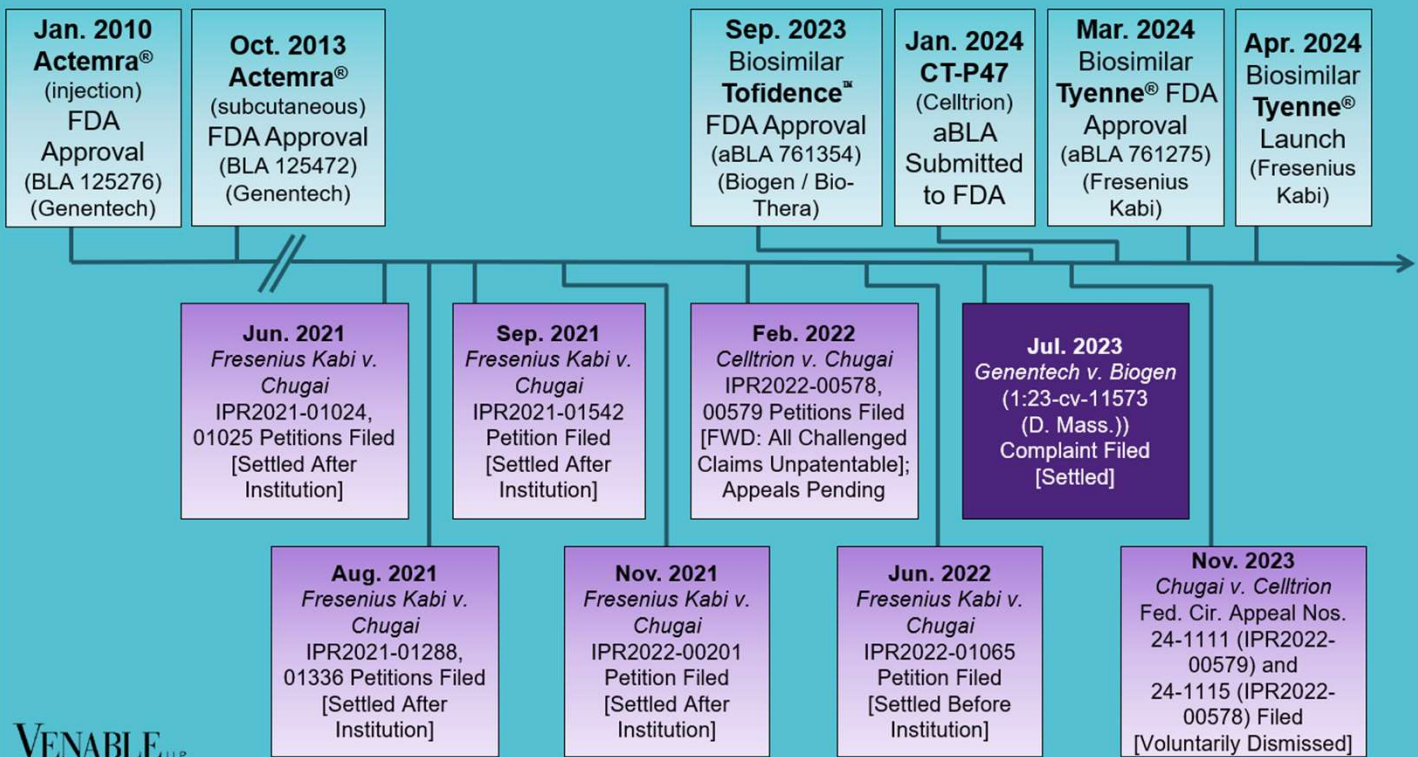 Jan. 2010
Actemra®
(injection)
FDA
Approval
(BLA 125276)
(Genentech)
Oct. 2013
Actemra®
(subcutaneous)
FDA Approval
(BLA 125472)
(Genentech)
Sep. 2023
Biosimilar
Tofidence™
FDA Approval
(aBLA 761354)
(Biogen / Bio-
Thera)
Jan. 2024
CT-P47
(Celltrion)
aBLA
Submitted
to FDA
Mar. 2024
Biosimilar
Tyenne® FDA
Approval
(aBLA 761275)
(Fresenius
Kabi)
Apr. 2024
Biosimilar
Tyenne®
Launch
(Fresenius
Kabi)
Jun. 2021
Fresenius Kabi v.
Chugai
IPR2021-01024,
01025 Petitions Filed
[Settled After
Institution]
Sep. 2021
Fresenius Kabi v.
Chugai
IPR2021-01542
Petition Filed
[Settled After
Institution]
Feb. 2022
Celltrion v. Chugai
IPR2022-00578,
00579 Petitions Filed
[FWD: All Challenged
Claims Unpatentable];
Appeals Pending
Jul. 2023
Genentech v. Biogen
(1:23-cv-11573
(D. Mass.))
Complaint Filed
[Settled]
Aug. 2021
Fresenius Kabi v.
Chugai
IPR2021-01288,
01336 Petitions Filed
[Settled After
Institution]
Nov. 2021
Fresenius Kabi v.
Chugai
IPR2022-00201
Petition Filed
[Settled After
Institution]
Jun. 2022
Fresenius Kabi v.
Chugai
IPR2022-01065
Petition Filed
[Settled Before
Institution]
Nov. 2023
Chugai v. Celltrion
Fed. Cir. Appeal Nos.
24-1111 (IPR2022-
00579) and
24-1115 (IPR2022-
00578) Filed
[Voluntarily Dismissed]
VENABLE LLP